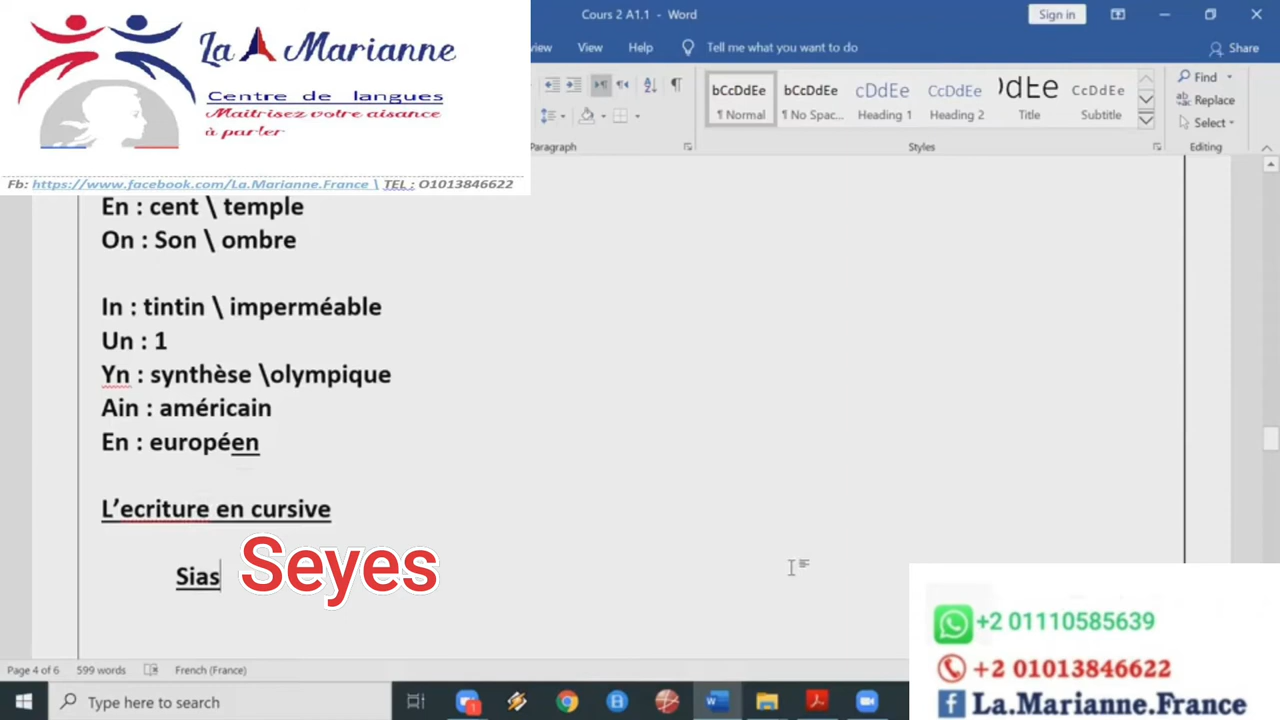 Cours 2 A1.1 - Word
Sign in
La Marianne
Centre de langues
Maitrisez votre aisance
à parler
Fb: https://www.facebook.com/La.Marianne.France \ TEL : O1013846622
View
Help
Tell me what you want to do
Share
bCcDdEe
¶ Normal
bCcDdEe
¶ No Spac...
cDdEe
Heading 1
CcDdEe
Heading 2
Title
CcDdEe
Subtitle
Find
Replace
Select
Paragraph
Styles
Editing
En : cent \ temple
On : Son \ ombre
In : tintin \ imperméable
Un : 1
Yn : synthèse \olympique
Ain : américain
En : européen
L’ecriture en cursive
Sias
Seyes
+2 01110585639
+2 01013846622
La.Marianne.France
Page 4 of 6
599 words
French (France)
Type here to search